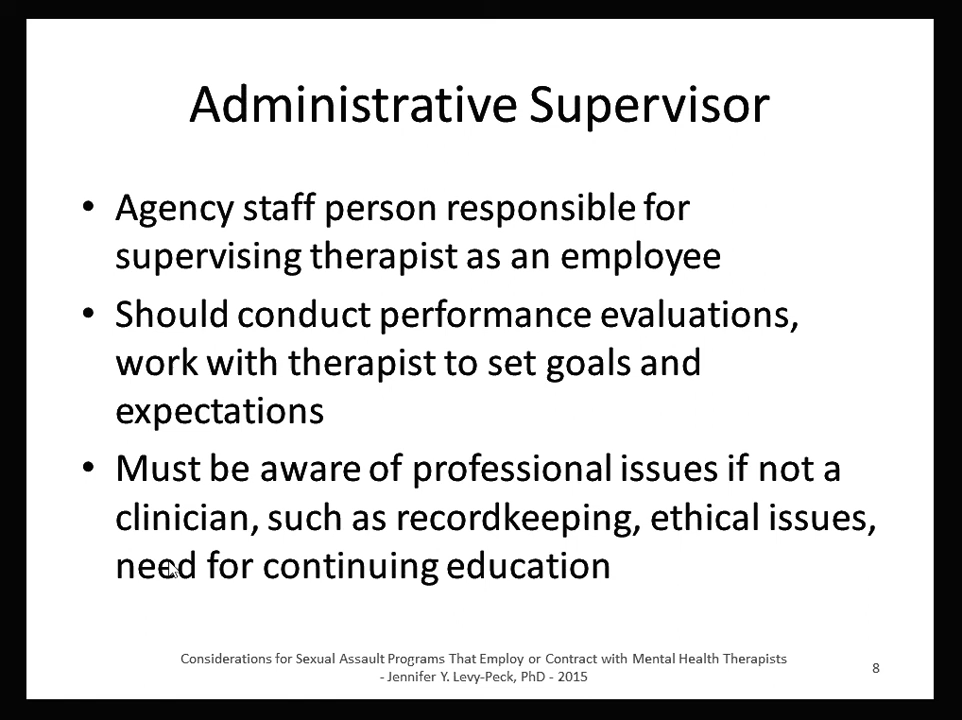 Administrative Supervisor
• Agency staff person responsible for
supervising therapist as an employee
• Should conduct performance evaluations,
work with therapist to set goals and
expectations
• Must be aware of professional issues if not a
clinician, such as recordkeeping, ethical issues,
need for continuing education
Considerations for Sexual Assault Programs That Employ or Contract with Mental Health Therapists
- Jennifer Y. Levy-Peck, PhD - 2015
8